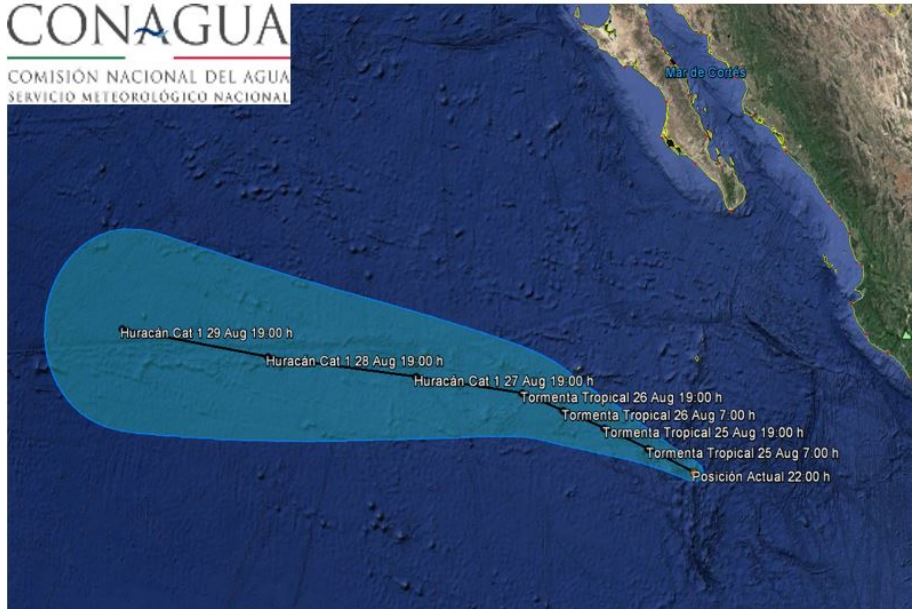 CONAGUA
COMISIÓN NACIONAL DEL AGUA
SERVICIO METEOROLÓGICO NACIONAL
Mar de Cortés
Huracán Cat 1 29 Aug 19:00 h
Huracán Cat 1 28 Aug 19:00 h
Huracán Cat 1 27 Aug 19:00 h
Tormenta Tropical 26 Aug 19:00 h
Tormenta Tropical 26 Aug 7:00 h
Tormenta Tropical 25 Aug 19:00 h
Tormenta Tropical 25 Aug 7:00 h
Posición Actual 22:00 h